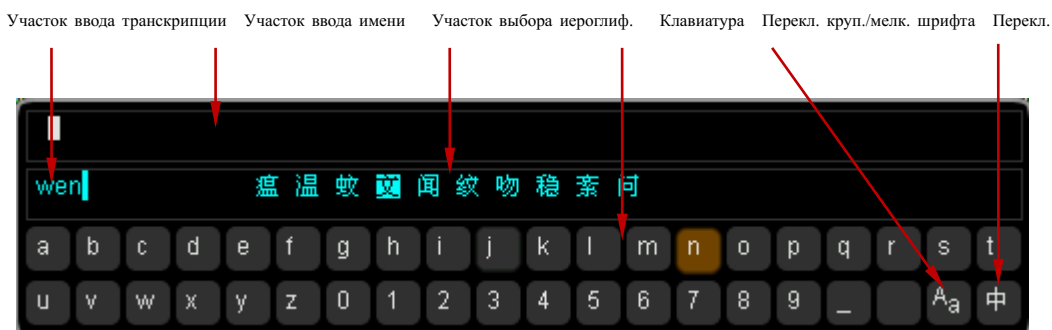 Участок ввода транскрипции Участок ввода имени Участок выбора иероглиф. Клавиатура Перекл. круп./мелк. шрифта Перекл.
wen 瘟 温 蚊 文 闻 纹 吻 稳 紊 问
a b c d e f g h i j k l m n o p q r s t
u v w x y z 0 1 2 3 4 5 6 7 8 9 _ Aa 中